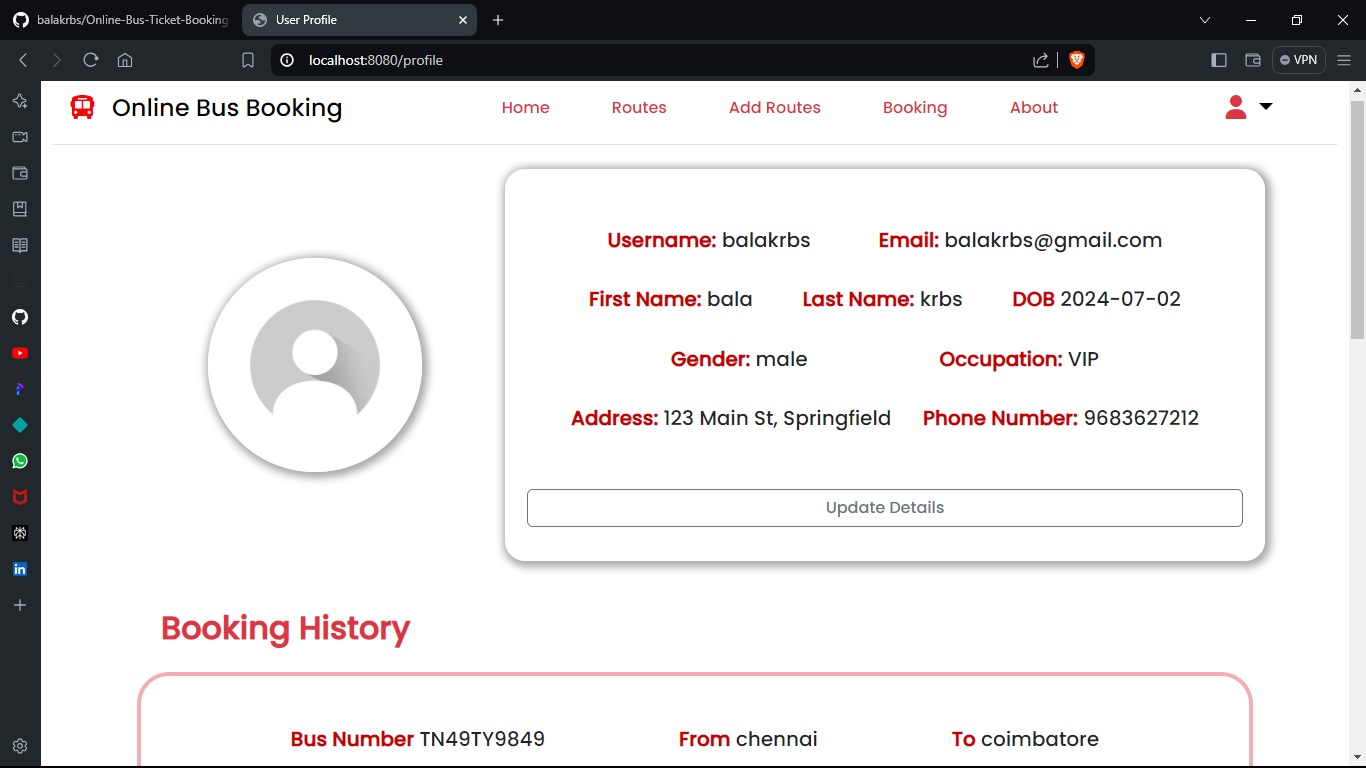 balakrbs/Online-Bus-Ticket-Booking
User Profile
localhost:8080/profile
VPN
Online Bus Booking
Home
Routes
Add Routes
Booking
About
Username: balakrbs
Email: balakrbs@gmail.com
First Name: bala
Last Name: krbs
DOB 2024-07-02
Gender: male
Occupation: VIP
Address: 123 Main St, Springfield
Phone Number: 9683627212
Update Details
Booking History
Bus Number TN49TY9849
From chennai
To coimbatore